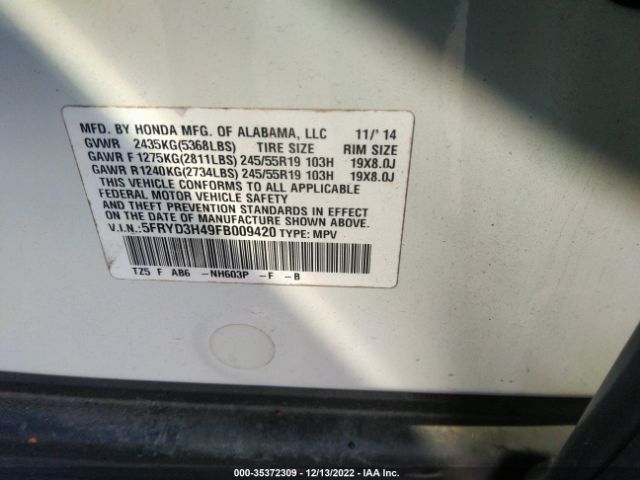 MFD. BY HONDA MFG. OF ALABAMA, LLC 11/'14
GVWR 2435KG(5368LBS) TIRE SIZE RIM SIZE
GAWR F 1275KG(2811LBS) 245/55R19 103H 19X8.0J
GAWR R 1240KG(2734LBS) 245/55R19 103H 19X8.0J
THIS VEHICLE CONFORMS TO ALL APPLICABLE
FEDERAL MOTOR VEHICLE SAFETY
AND THEFT PREVENTION STANDARDS IN EFFECT
ON THE DATE OF MANUFACTURE SHOWN ABOVE.
V.I.N.: 5FRYD3H49FB009420 TYPE: MPV
TZ5 F AB6 -NH603P -F -B
000-35372309 - 12/13/2022 - IAA Inc.